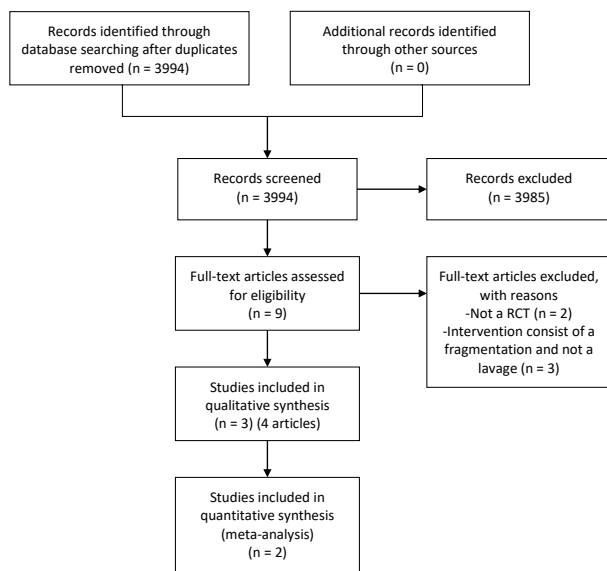 Records identified through
database searching after duplicates
removed (n = 3994)
Additional records identified
through other sources
(n = 0)
Records screened
(n = 3994)
Records excluded
(n = 3985)
Full-text articles assessed
for eligibility
(n = 9)
Full-text articles excluded,
with reasons
-Not a RCT (n = 2)
-Intervention consist of a
fragmentation and not a
lavage (n = 3)
Studies included in
qualitative synthesis
(n = 3) (4 articles)
Studies included in
quantitative synthesis
(meta-analysis)
(n = 2)